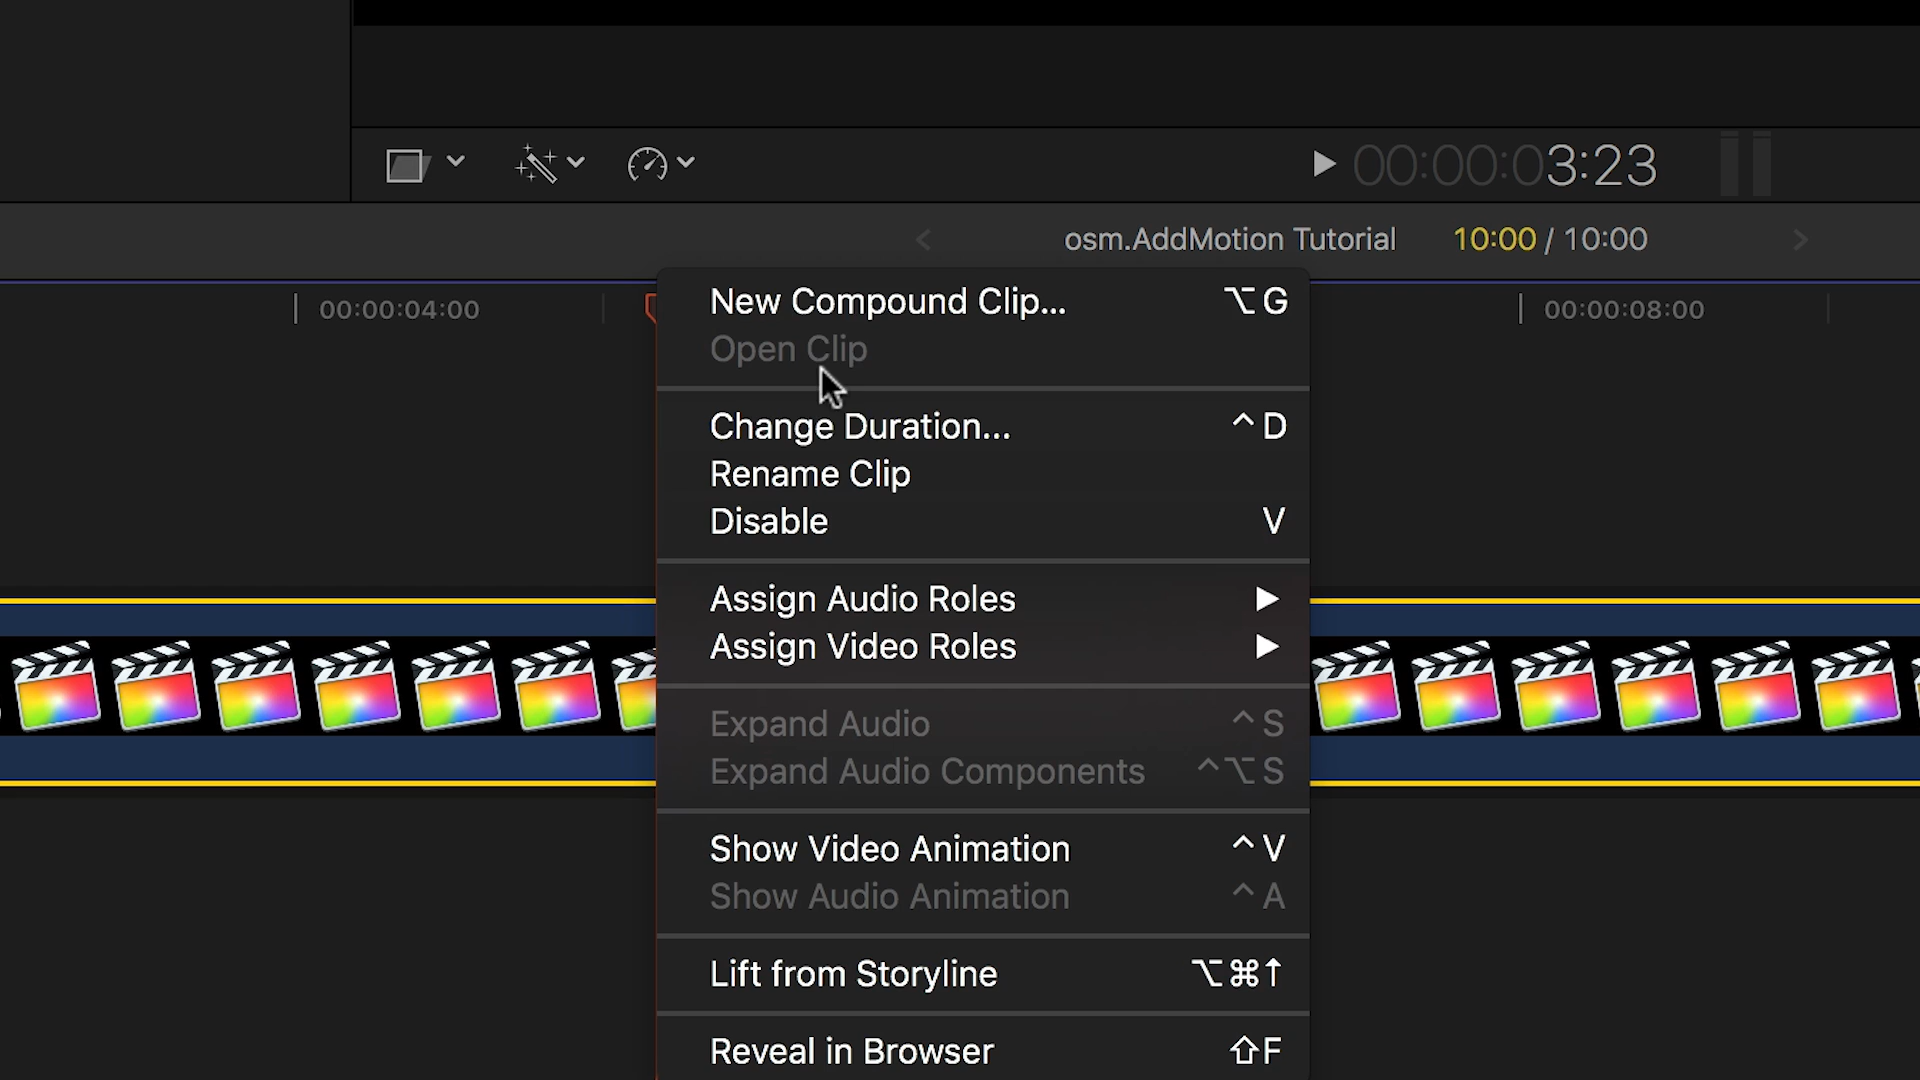 00:00:03:23
osm.AddMotion Tutorial 10:00 / 10:00
00:00:04:00
00:00:08:00
New Compound Clip... ⌥G
Open Clip
Change Duration... ^D
Rename Clip
Disable V
Assign Audio Roles
Assign Video Roles
Expand Audio ^S
Expand Audio Components ^⌥S
Show Video Animation ^V
Show Audio Animation ^A
Lift from Storyline ⌥⌘↑
Reveal in Browser ⇧F